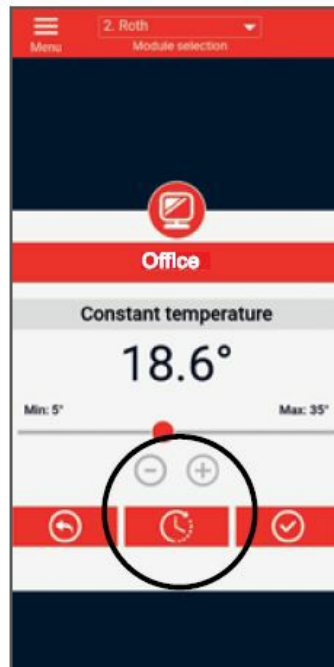 2. Roth
Menu
Module selection
Office
Constant temperature
18.6°
Min: 5°
Max: 35°